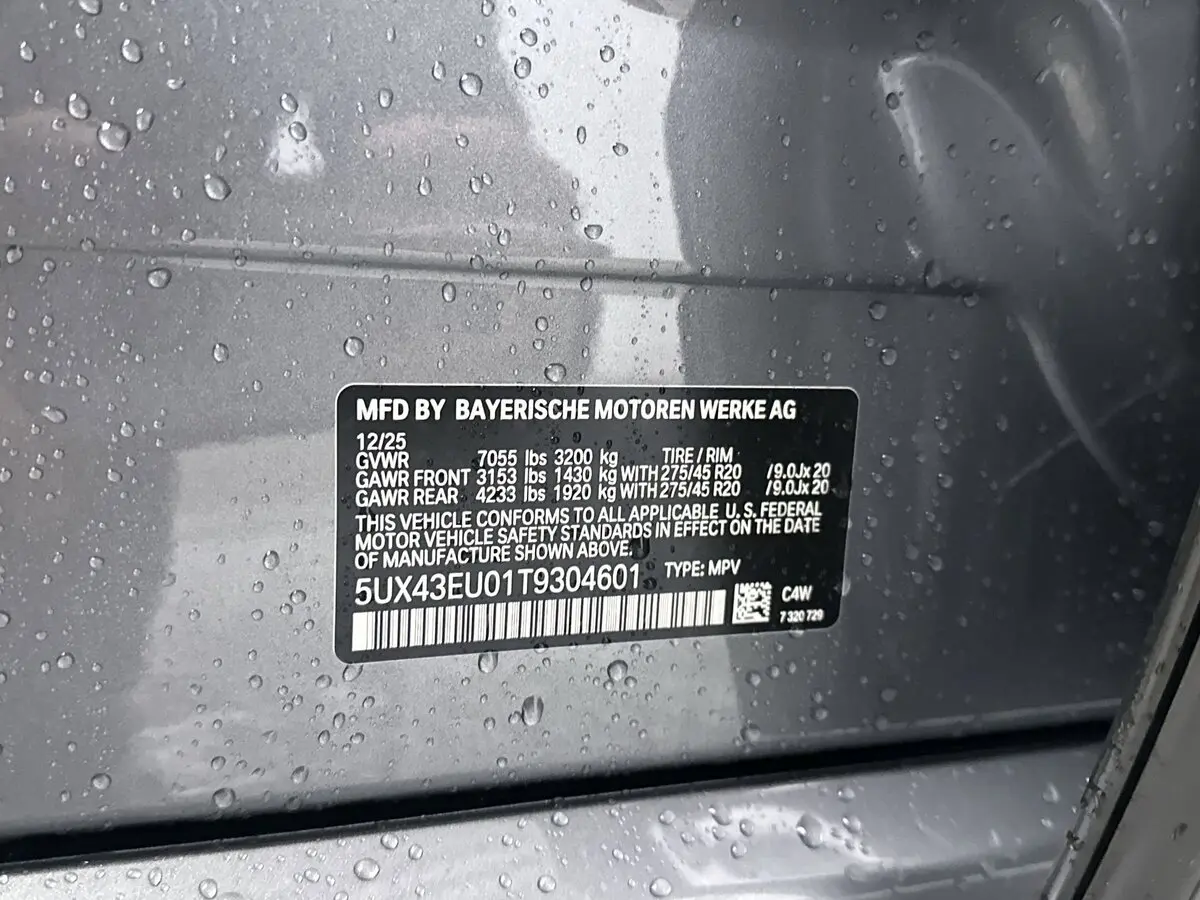 MFD BY BAYERISCHE MOTOREN WERKE AG
12/25
GVWR 7055 lbs 3200 kg TIRE / RIM
GAWR FRONT 3153 lbs 1430 kg WITH 275/45 R20 /9.0Jx 20
GAWR REAR 4233 lbs 1920 kg WITH 275/45 R20 /9.0Jx 20
THIS VEHICLE CONFORMS TO ALL APPLICABLE U. S. FEDERAL
MOTOR VEHICLE SAFETY STANDARDS IN EFFECT ON THE DATE
OF MANUFACTURE SHOWN ABOVE.
5UX43EU01T9304601 TYPE: MPV
C4W
7 320 729